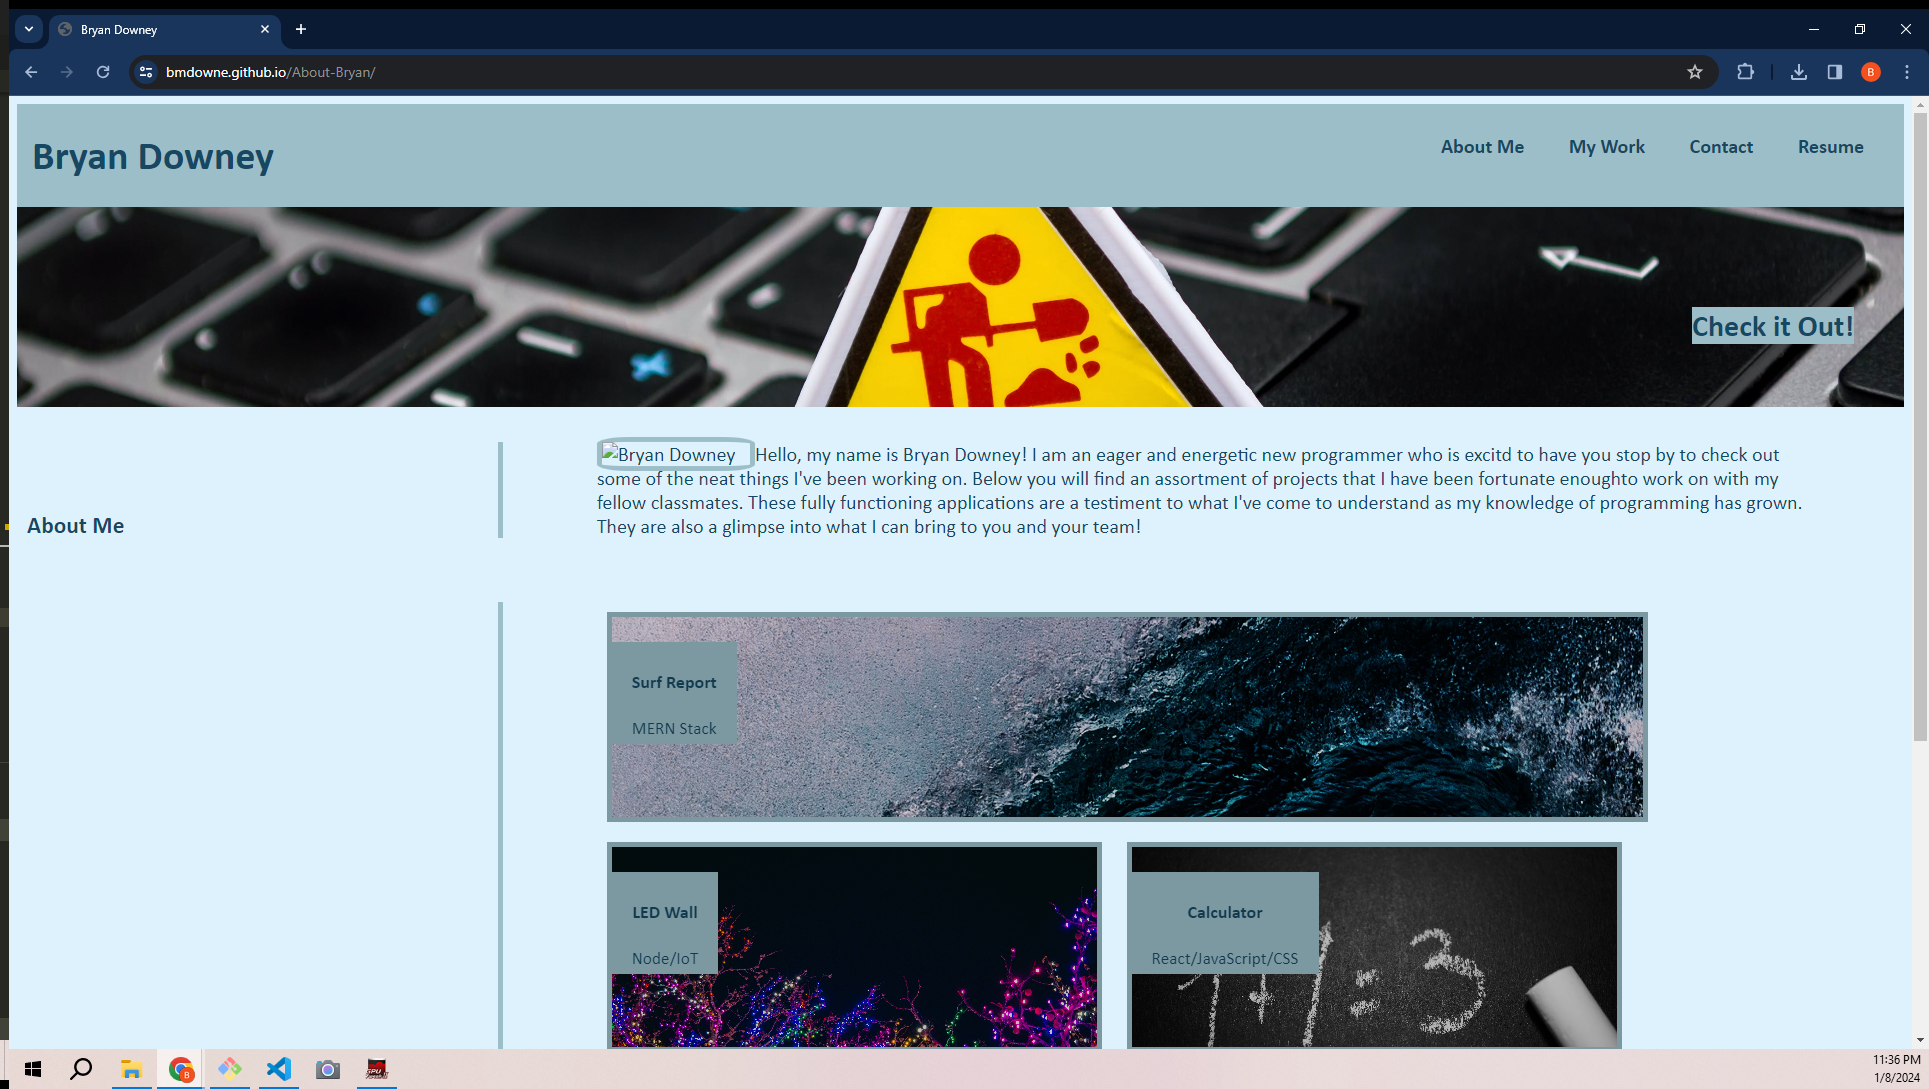 Bryan Downey
bmdowne.github.io/About-Bryan/
B
Bryan Downey
About Me
My Work
Contact
Resume
Check it Out!
About Me
Bryan Downey Hello, my name is Bryan Downey! I am an eager and energetic new programmer who is excitd to have you stop by to check out
some of the neat things I've been working on. Below you will find an assortment of projects that I have been fortunate enoughto work on with my
fellow classmates. These fully functioning applications are a testiment to what I've come to understand as my knowledge of programming has grown.
They are also a glimpse into what I can bring to you and your team!
Surf Report
MERN Stack
LED Wall
Node/IoT
Calculator
React/JavaScript/CSS
1+1=3
B
GPU
11:36 PM
1/8/2024